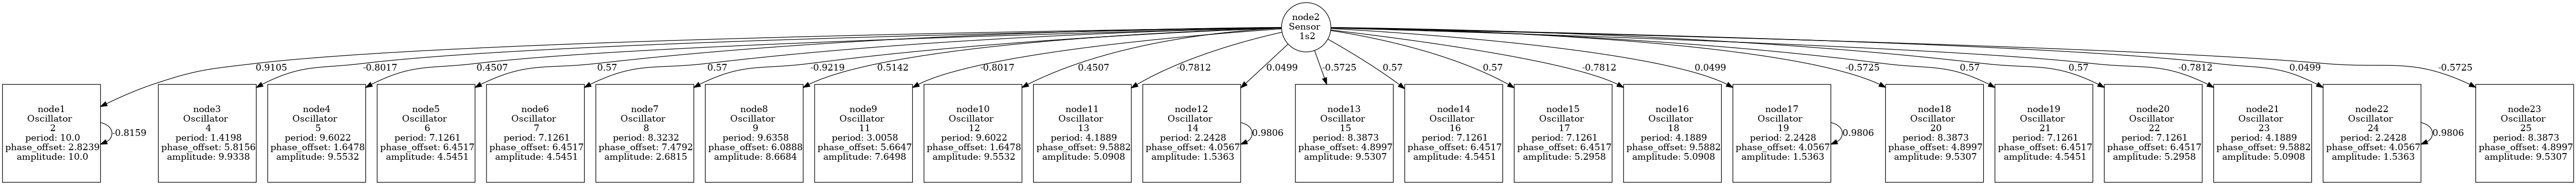 node2
Sensor
1s2
0.9105
-0.8017
0.4507
0.57
0.57
-0.9219
0.5142
-0.8017
0.4507
-0.7812
0.0499
-0.5725
0.57
0.57
-0.7812
0.0499
-0.5725
0.57
0.57
-0.7812
0.0499
-0.5725
node1
Oscillator
2
period: 10.0
phase_offset: 2.8239
amplitude: 10.0
-0.8159
node3
Oscillator
4
period: 1.4198
phase_offset: 5.8156
amplitude: 9.9338
node4
Oscillator
5
period: 9.6022
phase_offset: 1.6478
amplitude: 9.5532
node5
Oscillator
6
period: 7.1261
phase_offset: 6.4517
amplitude: 4.5451
node6
Oscillator
7
period: 7.1261
phase_offset: 6.4517
amplitude: 4.5451
node7
Oscillator
8
period: 8.3232
phase_offset: 7.4792
amplitude: 2.6815
node8
Oscillator
9
period: 9.6358
phase_offset: 6.0888
amplitude: 8.6684
node9
Oscillator
11
period: 3.0058
phase_offset: 5.6647
amplitude: 7.6498
node10
Oscillator
12
period: 9.6022
phase_offset: 1.6478
amplitude: 9.5532
node11
Oscillator
13
period: 4.1889
phase_offset: 9.5882
amplitude: 5.0908
node12
Oscillator
14
period: 2.2428
phase_offset: 4.0567
amplitude: 1.5363
0.9806
node13
Oscillator
15
period: 8.3873
phase_offset: 4.8997
amplitude: 9.5307
node14
Oscillator
16
period: 7.1261
phase_offset: 6.4517
amplitude: 4.5451
node15
Oscillator
17
period: 7.1261
phase_offset: 6.4517
amplitude: 5.2958
node16
Oscillator
18
period: 4.1889
phase_offset: 9.5882
amplitude: 5.0908
node17
Oscillator
19
period: 2.2428
phase_offset: 4.0567
amplitude: 1.5363
0.9806
node18
Oscillator
20
period: 8.3873
phase_offset: 4.8997
amplitude: 9.5307
node19
Oscillator
21
period: 7.1261
phase_offset: 6.4517
amplitude: 4.5451
node20
Oscillator
22
period: 7.1261
phase_offset: 6.4517
amplitude: 5.2958
node21
Oscillator
23
period: 4.1889
phase_offset: 9.5882
amplitude: 5.0908
node22
Oscillator
24
period: 2.2428
phase_offset: 4.0567
amplitude: 1.5363
0.9806
node23
Oscillator
25
period: 8.3873
phase_offset: 4.8997
amplitude: 9.5307